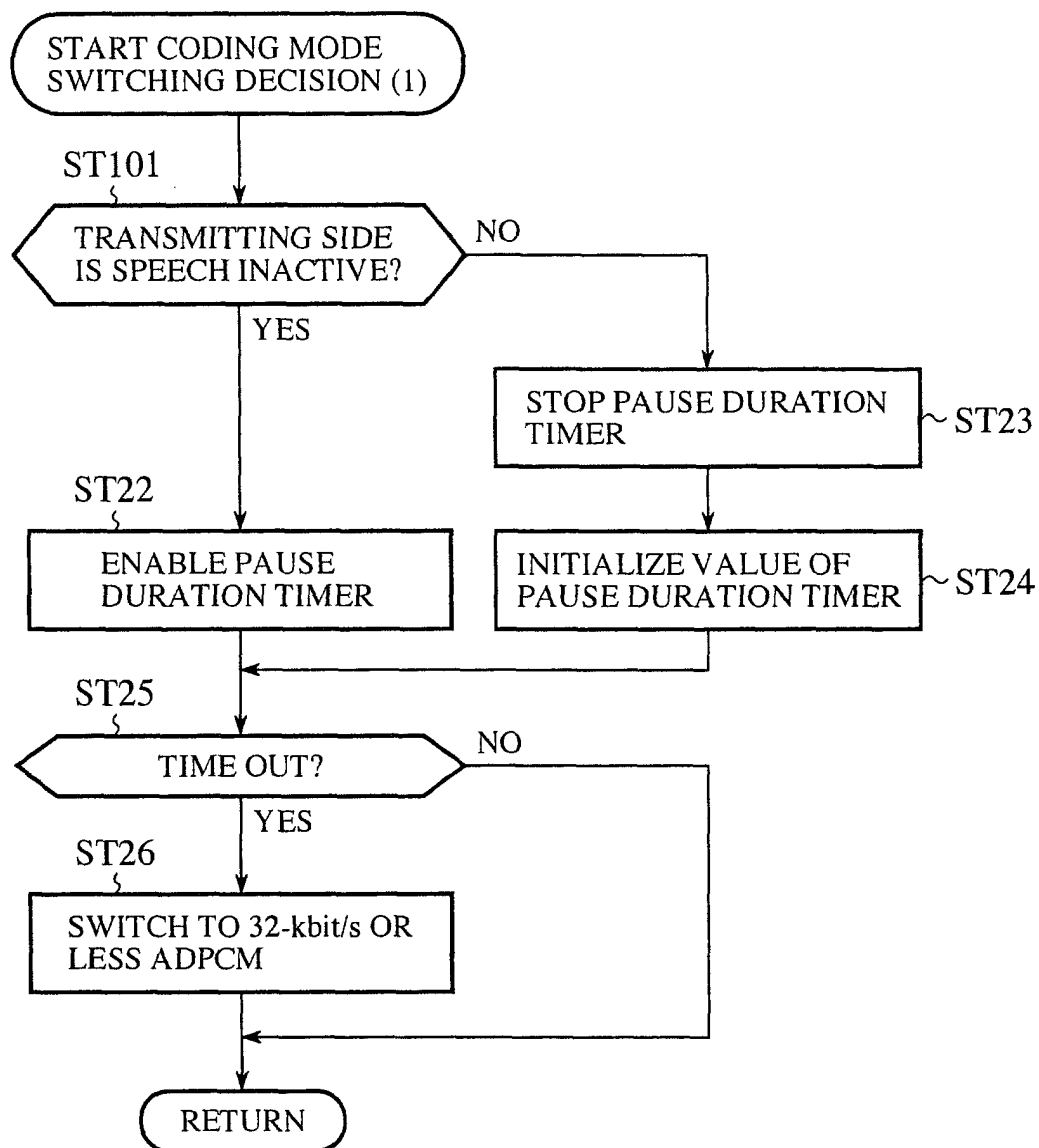 START CODING MODE
SWITCHING DECISION (1)
ST101
TRANSMITTING SIDE
IS SPEECH INACTIVE?
NO
YES
STOP PAUSE DURATION
TIMER
ST23
ST22
ENABLE PAUSE
DURATION TIMER
INITIALIZE VALUE OF
PAUSE DURATION TIMER
ST24
ST25
TIME OUT?
NO
YES
ST26
SWITCH TO 32-kbit/s OR
LESS ADPCM
RETURN